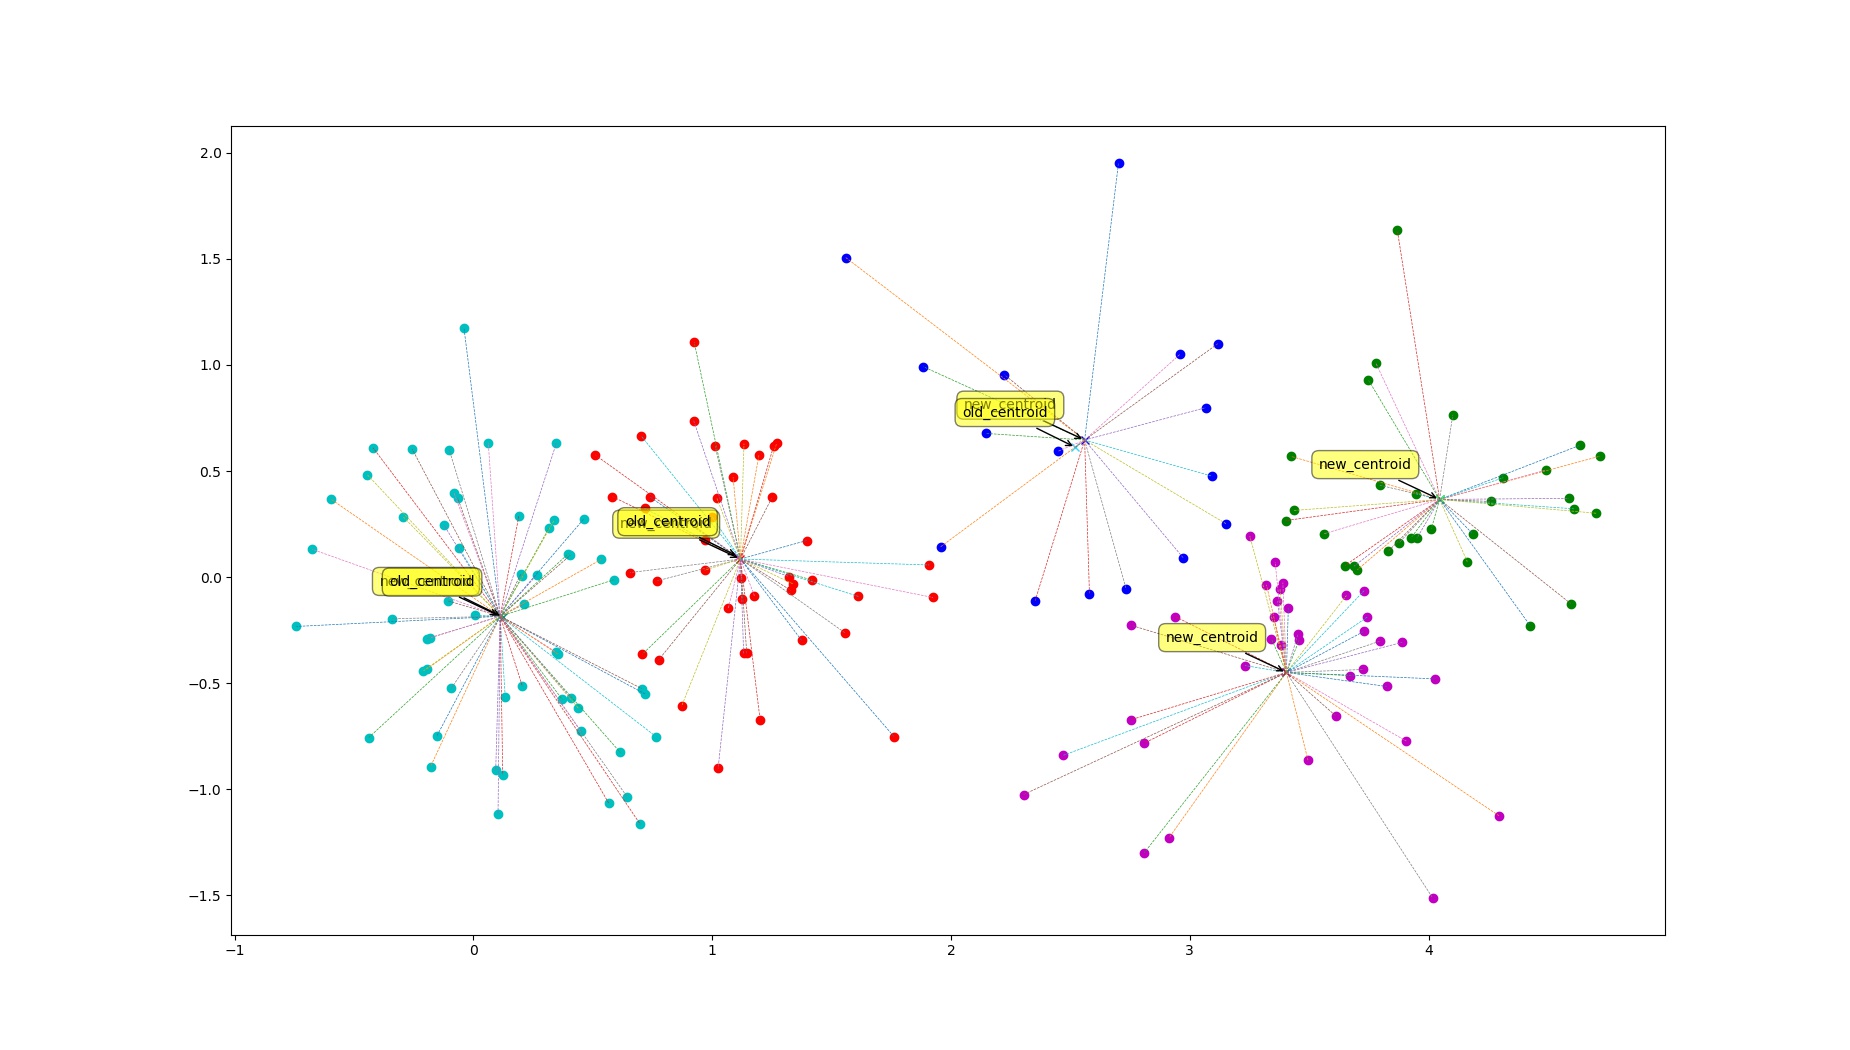 2.0
1.5
1.0
new_centroid
old_centroid
0.5
new_centroid
old_centroid
0.0
old_centroid
new_centroid
−0.5
−1.0
−1.5
−1
0
1
2
3
4